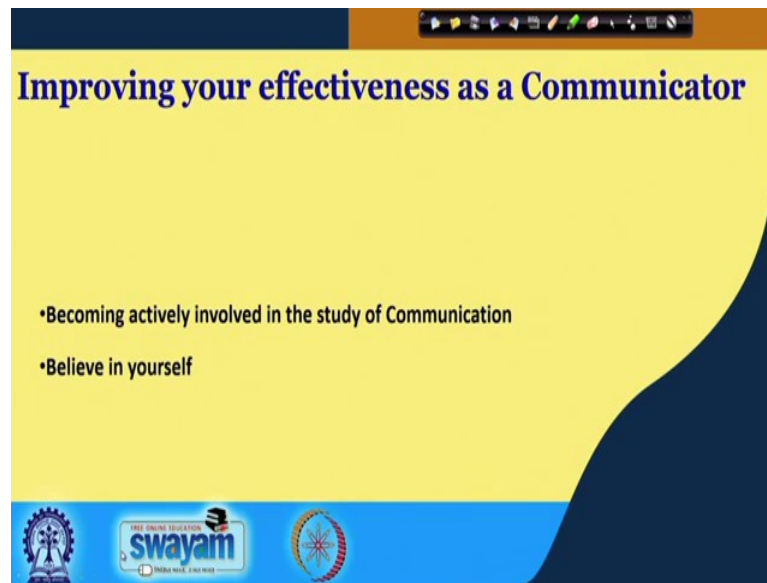 Improving your effectiveness as a Communicator
•Becoming actively involved in the study of Communication
•Believe in yourself
FREE ONLINE EDUCATION
swayam